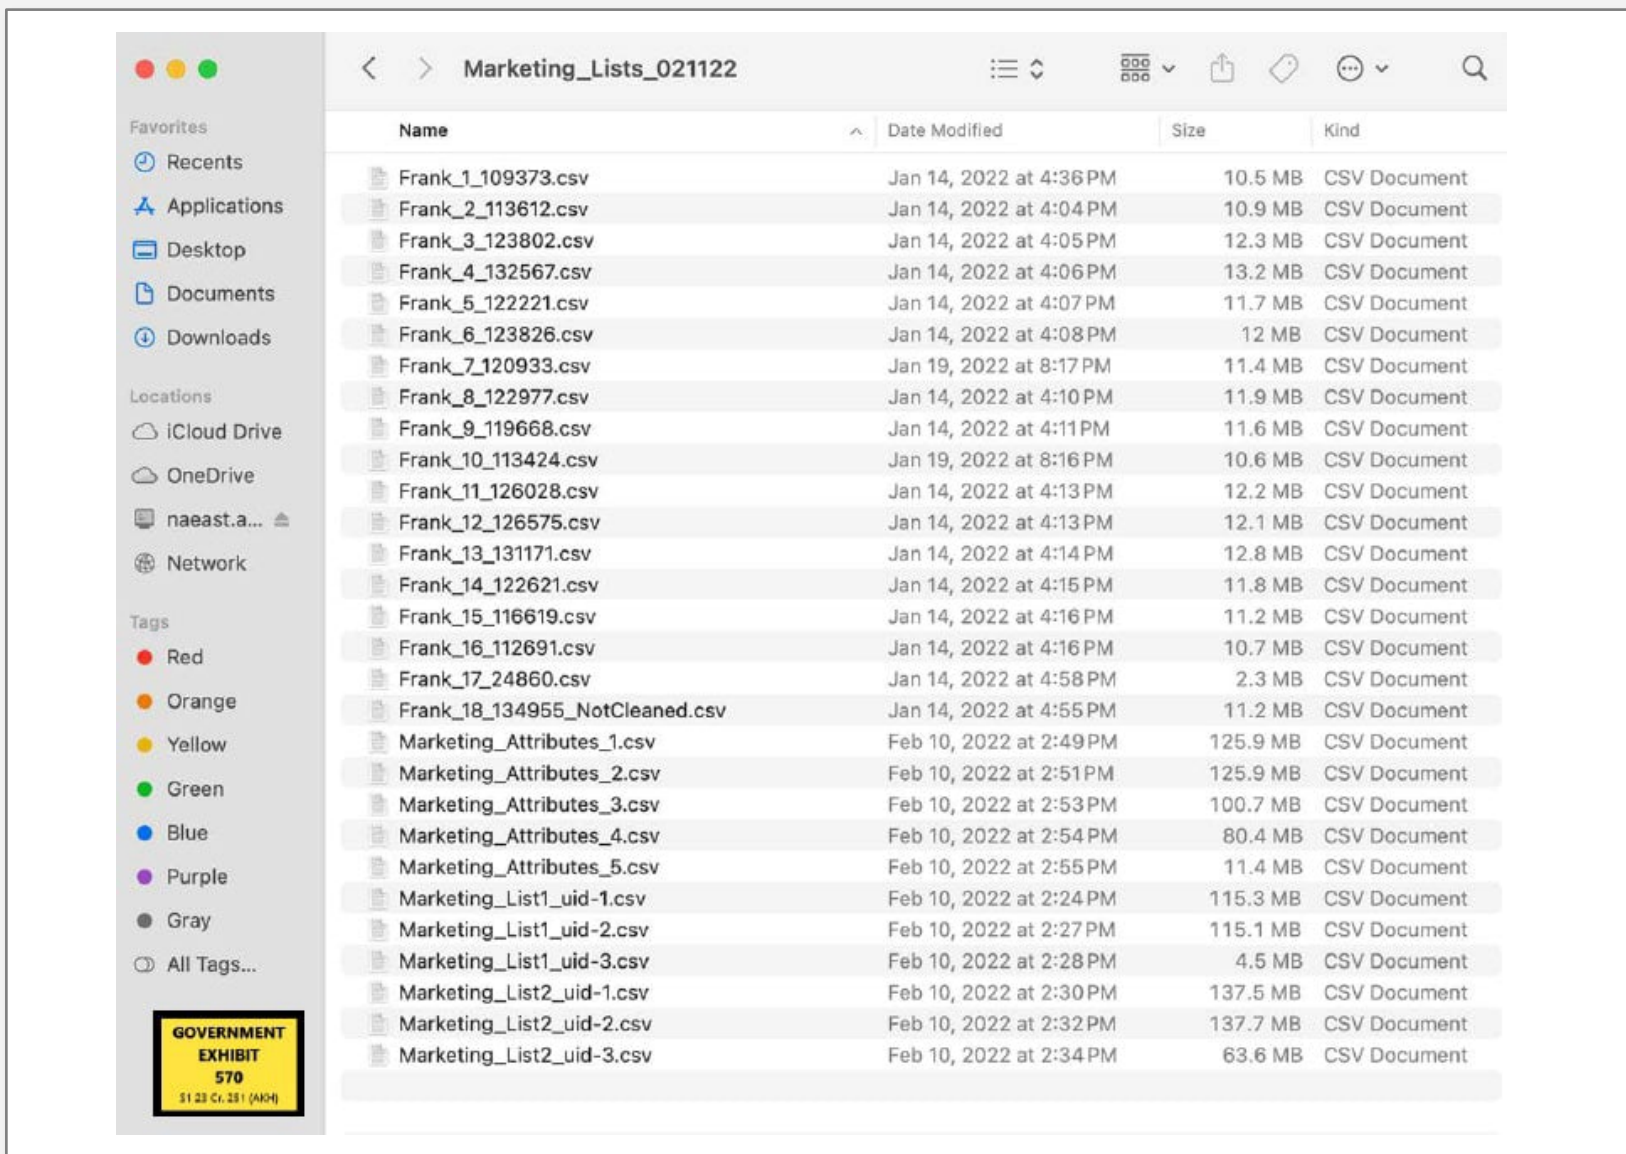 Marketing_Lists_021122
Favorites
Recents
Applications
Desktop
Documents
Downloads
Locations
iCloud Drive
OneDrive
naeast.a...
Network
Tags
Red
Orange
Yellow
Green
Blue
Purple
Gray
All Tags...
GOVERNMENT
EXHIBIT
570
S1 23 Cr. 251 (AKH)
Name Date Modified Size Kind
Frank_1_109373.csv Jan 14, 2022 at 4:36 PM 10.5 MB CSV Document
Frank_2_113612.csv Jan 14, 2022 at 4:04 PM 10.9 MB CSV Document
Frank_3_123802.csv Jan 14, 2022 at 4:05 PM 12.3 MB CSV Document
Frank_4_132567.csv Jan 14, 2022 at 4:06 PM 13.2 MB CSV Document
Frank_5_122221.csv Jan 14, 2022 at 4:07 PM 11.7 MB CSV Document
Frank_6_123826.csv Jan 14, 2022 at 4:08 PM 12 MB CSV Document
Frank_7_120933.csv Jan 19, 2022 at 8:17 PM 11.4 MB CSV Document
Frank_8_122977.csv Jan 14, 2022 at 4:10 PM 11.9 MB CSV Document
Frank_9_119668.csv Jan 14, 2022 at 4:11 PM 11.6 MB CSV Document
Frank_10_113424.csv Jan 19, 2022 at 8:16 PM 10.6 MB CSV Document
Frank_11_126028.csv Jan 14, 2022 at 4:13 PM 12.2 MB CSV Document
Frank_12_126575.csv Jan 14, 2022 at 4:13 PM 12.1 MB CSV Document
Frank_13_131171.csv Jan 14, 2022 at 4:14 PM 12.8 MB CSV Document
Frank_14_122621.csv Jan 14, 2022 at 4:15 PM 11.8 MB CSV Document
Frank_15_116619.csv Jan 14, 2022 at 4:16 PM 11.2 MB CSV Document
Frank_16_112691.csv Jan 14, 2022 at 4:16 PM 10.7 MB CSV Document
Frank_17_24860.csv Jan 14, 2022 at 4:58 PM 2.3 MB CSV Document
Frank_18_134955_NotCleaned.csv Jan 14, 2022 at 4:55 PM 11.2 MB CSV Document
Marketing_Attributes_1.csv Feb 10, 2022 at 2:49 PM 125.9 MB CSV Document
Marketing_Attributes_2.csv Feb 10, 2022 at 2:51 PM 125.9 MB CSV Document
Marketing_Attributes_3.csv Feb 10, 2022 at 2:53 PM 100.7 MB CSV Document
Marketing_Attributes_4.csv Feb 10, 2022 at 2:54 PM 80.4 MB CSV Document
Marketing_Attributes_5.csv Feb 10, 2022 at 2:55 PM 11.4 MB CSV Document
Marketing_List1_uid-1.csv Feb 10, 2022 at 2:24 PM 115.3 MB CSV Document
Marketing_List1_uid-2.csv Feb 10, 2022 at 2:27 PM 115.1 MB CSV Document
Marketing_List1_uid-3.csv Feb 10, 2022 at 2:28 PM 4.5 MB CSV Document
Marketing_List2_uid-1.csv Feb 10, 2022 at 2:30 PM 137.5 MB CSV Document
Marketing_List2_uid-2.csv Feb 10, 2022 at 2:32 PM 137.7 MB CSV Document
Marketing_List2_uid-3.csv Feb 10, 2022 at 2:34 PM 63.6 MB CSV Document